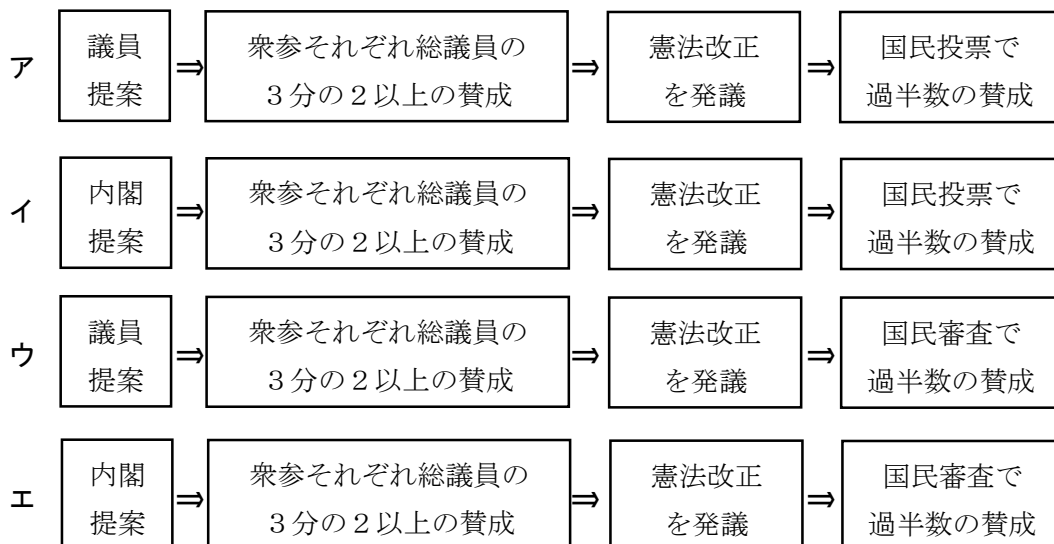 ア
議員
提案
⇒
衆参それぞれ総議員の
３分の２以上の賛成
⇒
憲法改正
を発議
⇒
国民投票で
過半数の賛成
イ
内閣
提案
⇒
衆参それぞれ総議員の
３分の２以上の賛成
⇒
憲法改正
を発議
⇒
国民投票で
過半数の賛成
ウ
議員
提案
⇒
衆参それぞれ総議員の
３分の２以上の賛成
⇒
憲法改正
を発議
⇒
国民審査で
過半数の賛成
エ
内閣
提案
⇒
衆参それぞれ総議員の
３分の２以上の賛成
⇒
憲法改正
を発議
⇒
国民審査で
過半数の賛成